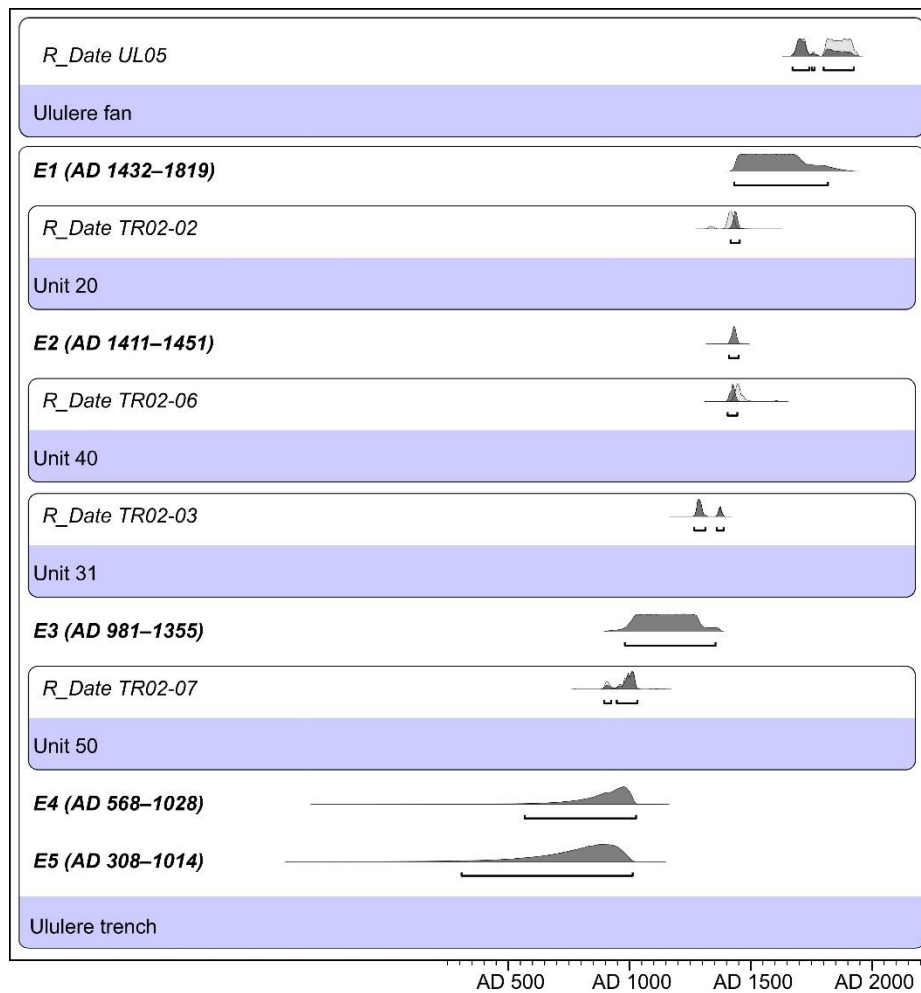 R_Date UL05
Ululere fan
E1 (AD 1432–1819)
R_Date TR02-02
Unit 20
E2 (AD 1411–1451)
R_Date TR02-06
Unit 40
R_Date TR02-03
Unit 31
E3 (AD 981–1355)
R_Date TR02-07
Unit 50
E4 (AD 568–1028)
E5 (AD 308–1014)
Ululere trench
AD 500 AD 1000 AD 1500 AD 2000